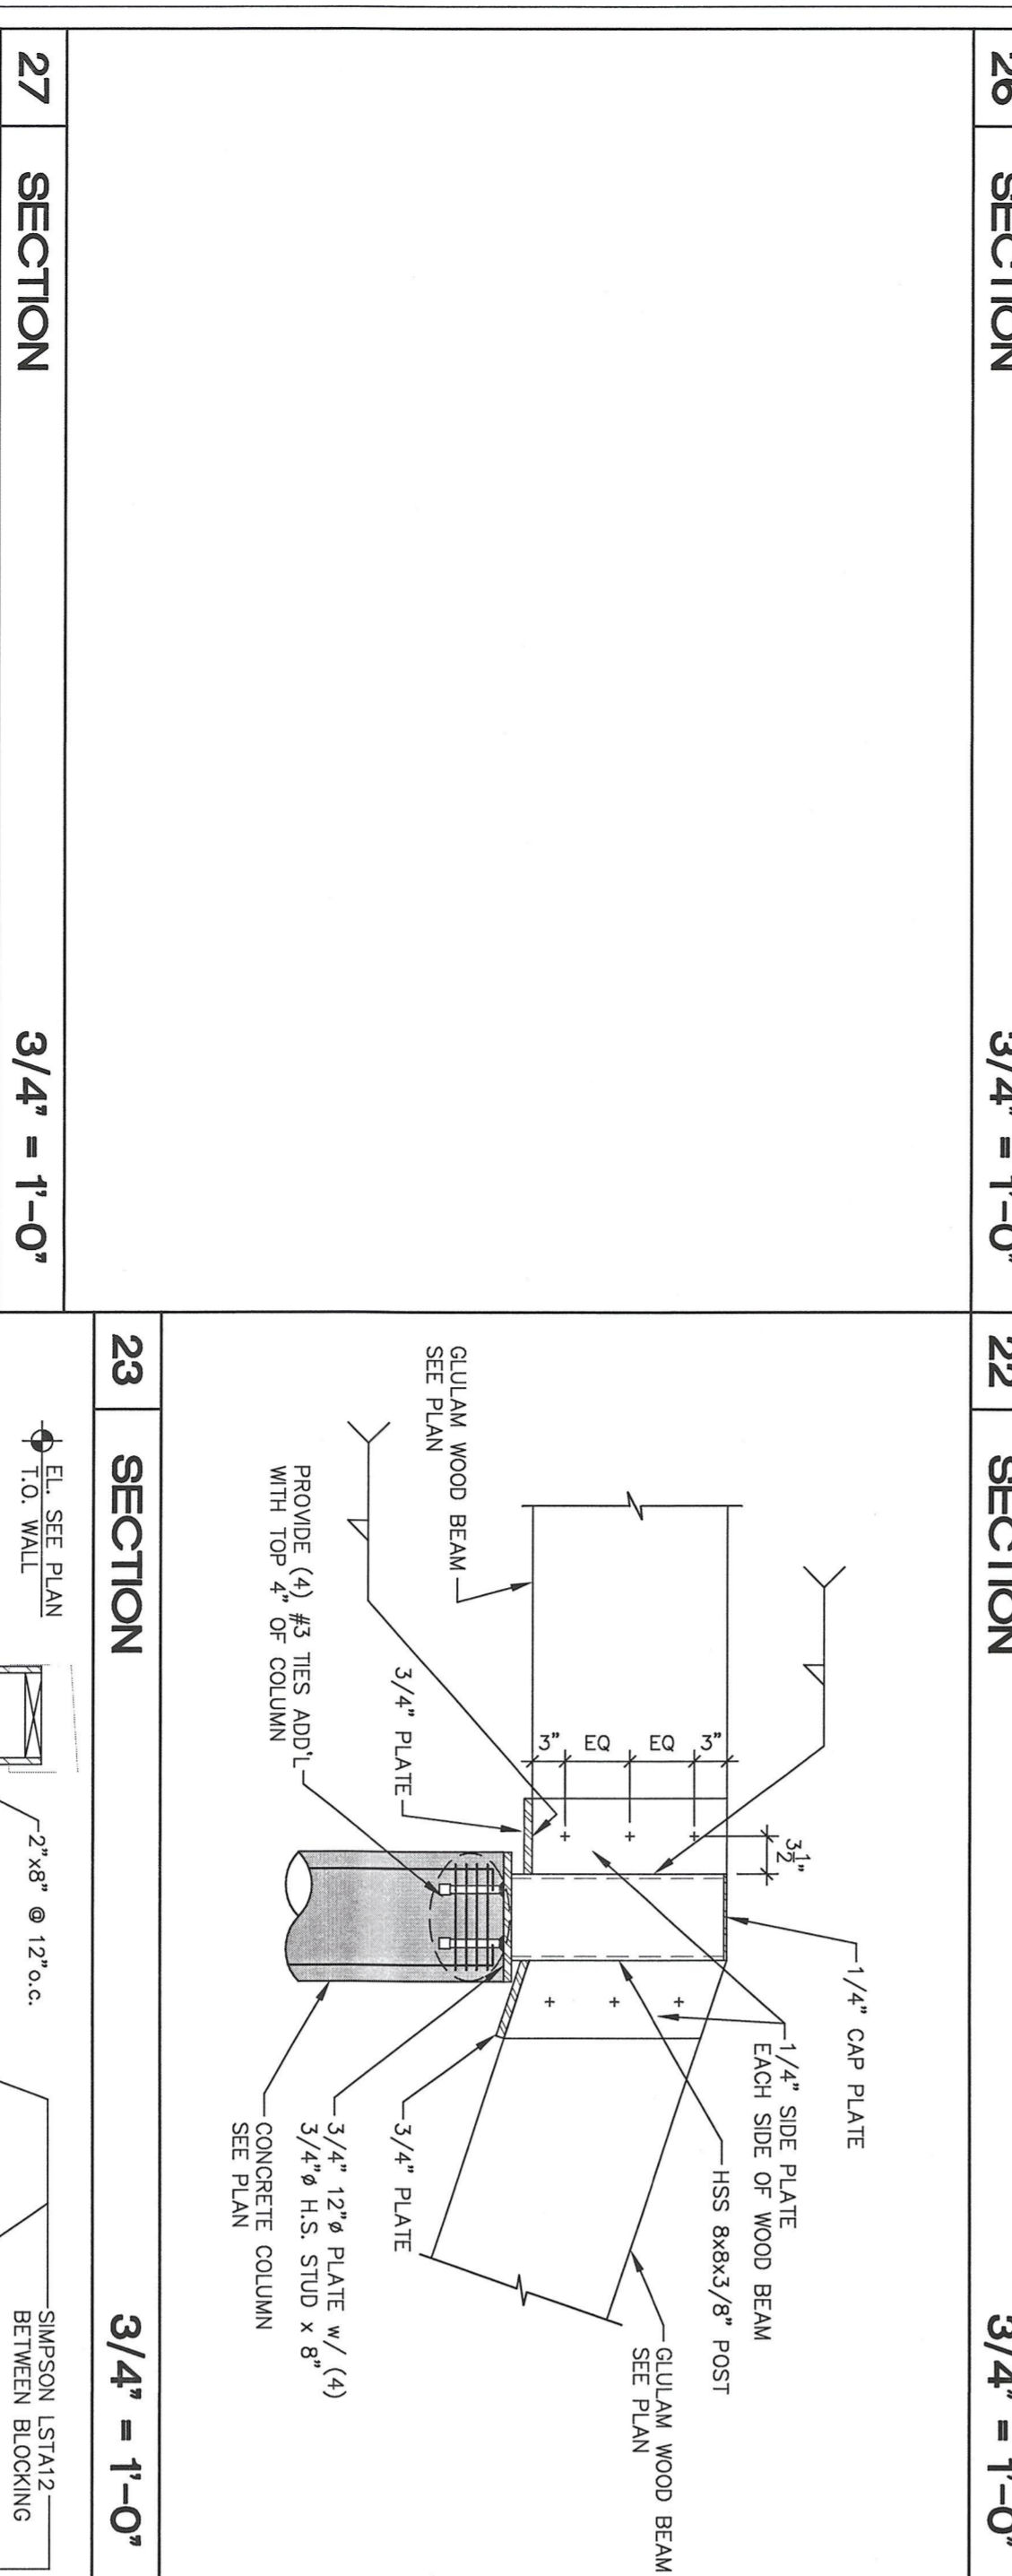 26 SECTION 3/4" = 1'-0"
22 SECTION 3/4" = 1'-0"
1/4" CAP PLATE
1/4" SIDE PLATE
EACH SIDE OF WOOD BEAM
HSS 8x8x3/8" POST
GLULAM WOOD BEAM
SEE PLAN
3 1/2"
3"
EQ
EQ
3"
GLULAM WOOD BEAM
SEE PLAN
3/4" PLATE
PROVIDE (4) #3 TIES ADD'L
WITH TOP 4" OF COLUMN
3/4" PLATE
3/4" 12"ø PLATE w/ (4)
3/4"ø H.S. STUD x 8"
CONCRETE COLUMN
SEE PLAN
27 SECTION 3/4" = 1'-0"
23 SECTION 3/4" = 1'-0"
EL. SEE PLAN
T.O. WALL
2"x8" @ 12"o.c.
SIMPSON LSTA12
BETWEEN BLOCKING